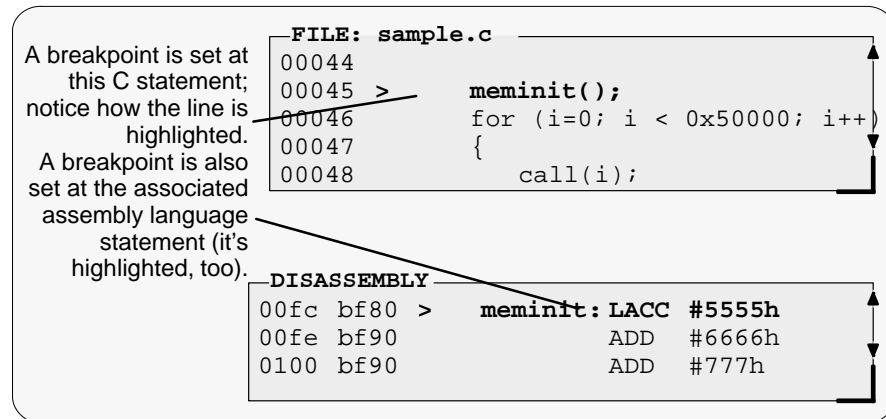 A breakpoint is set at
this C statement;
notice how the line is
highlighted.
A breakpoint is also
set at the associated
assembly language
statement (it's
highlighted, too).
FILE: sample.c
00044
00045 > meminit();
00046 for (i=0; i < 0x50000; i++)
00047 {
00048 call(i);
DISASSEMBLY
00fc bf80 > meminit: LACC #5555h
00fe bf90 ADD #6666h
0100 bf90 ADD #777h